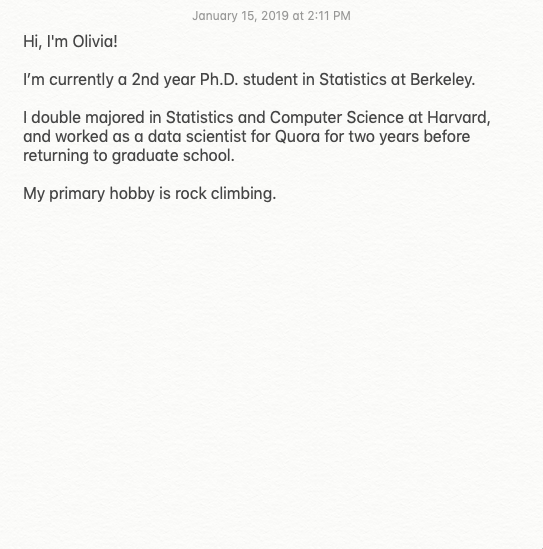 January 15, 2019 at 2:11 PM
Hi, I'm Olivia!
I’m currently a 2nd year Ph.D. student in Statistics at Berkeley.
I double majored in Statistics and Computer Science at Harvard,
and worked as a data scientist for Quora for two years before
returning to graduate school.
My primary hobby is rock climbing.